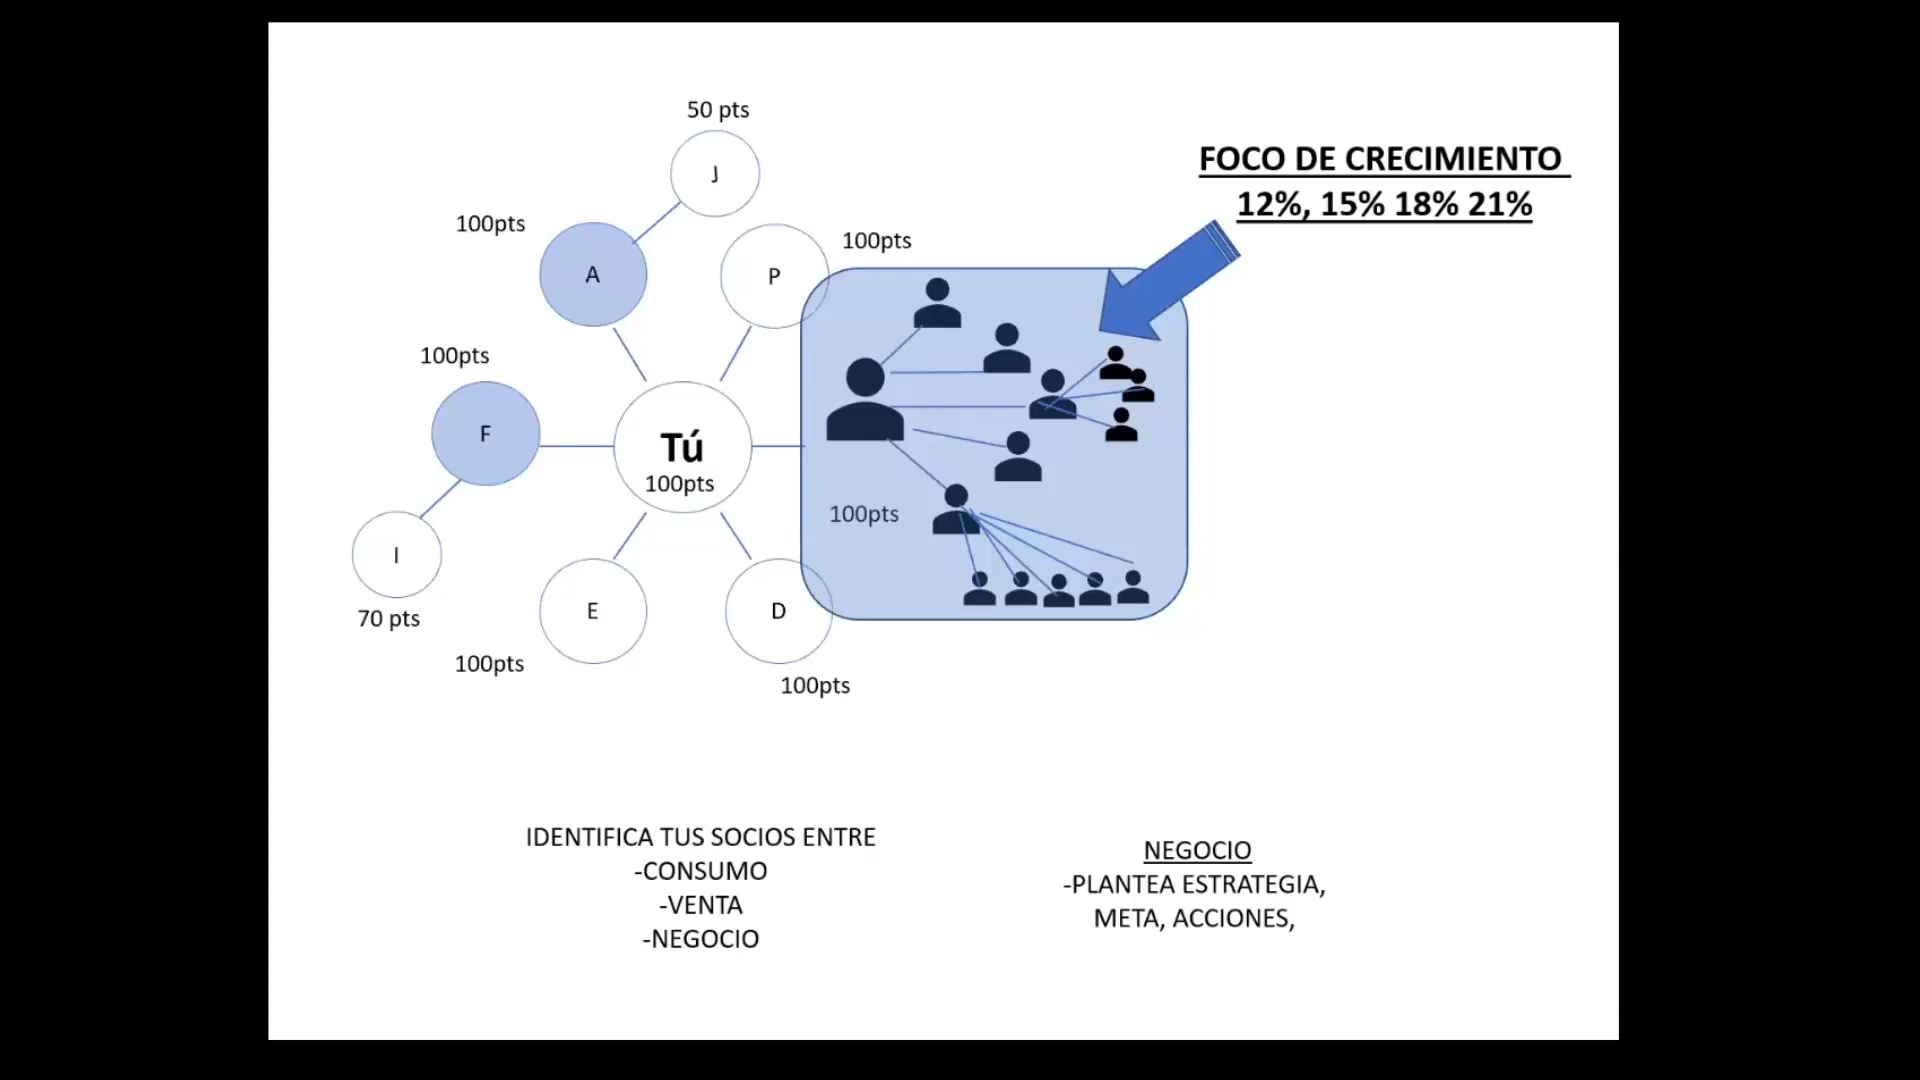 50 pts
J
FOCO DE CRECIMIENTO
12%, 15% 18% 21%
100pts
A
P
100pts
100pts
F
Tú
100pts
100pts
I
70 pts
E
D
100pts
100pts
IDENTIFICA TUS SOCIOS ENTRE
-CONSUMO
-VENTA
-NEGOCIO
NEGOCIO
-PLANTEA ESTRATEGIA,
META, ACCIONES,